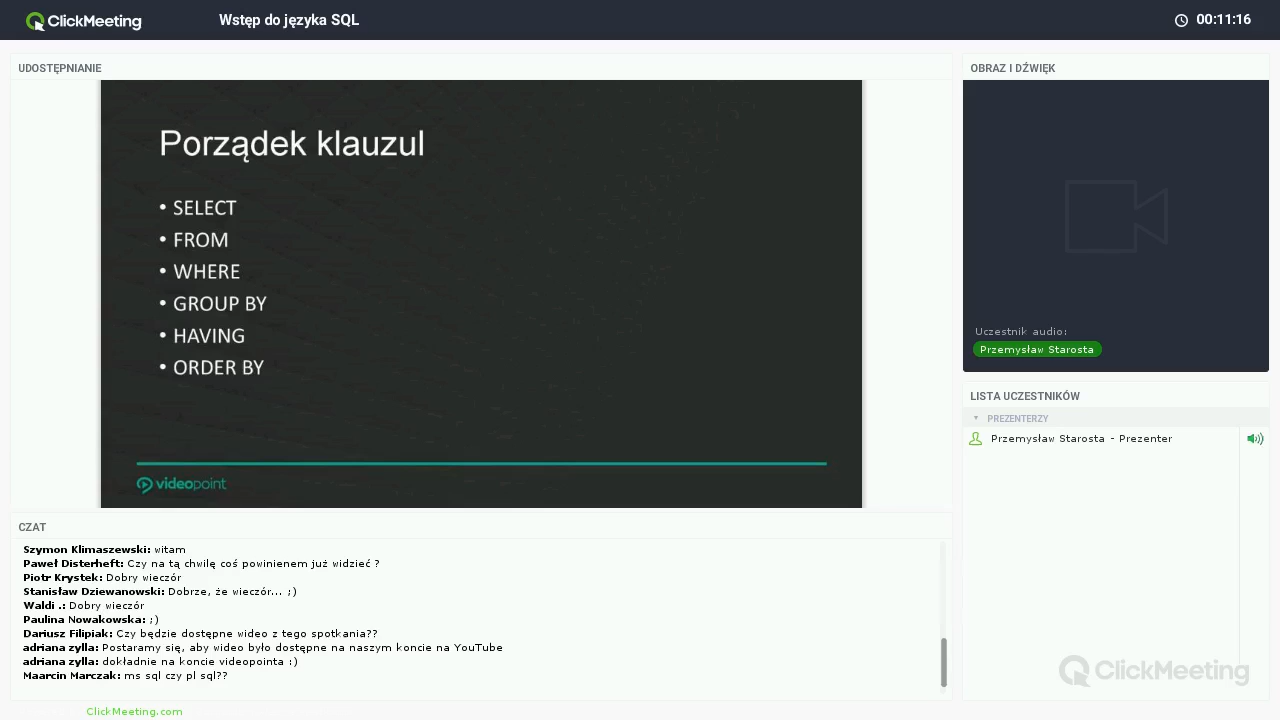 ClickMeeting
Wstęp do języka SQL
00:11:16
UDOSTĘPNIANIE
Porządek klauzul
• SELECT
• FROM
• WHERE
• GROUP BY
• HAVING
• ORDER BY
videopoint
CZAT
Szymon Klimaszewski: witam
Paweł Disterheft: Czy na tą chwilę coś powinienem już widzieć ?
Piotr Krystek: Dobry wieczór
Stanisław Dziewanowski: Dobrze, że wieczór... ;)
Waldi .: Dobry wieczór
Paulina Nowakowska: ;)
Dariusz Filipiak: Czy będzie dostępne wideo z tego spotkania??
adriana zylla: Postaramy się, aby wideo było dostępne na naszym koncie na YouTube
adriana zylla: dokładnie na koncie videopointa :)
Maarcin Marczak: ms sql czy pl sql??
ClickMeeting.com
OBRAZ I DŹWIĘK
Uczestnik audio:
Przemysław Starosta
LISTA UCZESTNIKÓW
PREZENTERZY
Przemysław Starosta - Prezenter
ClickMeeting